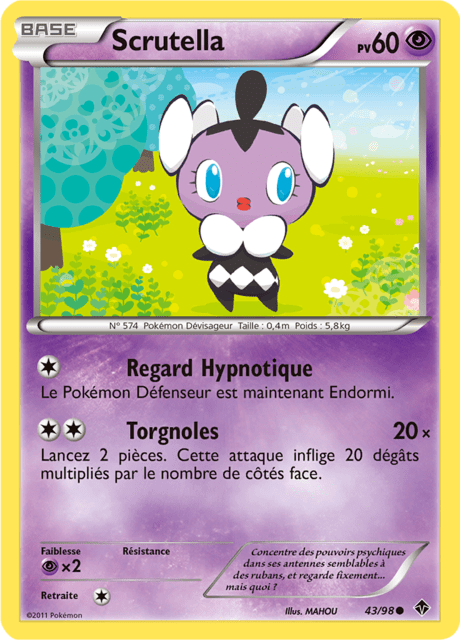 BASE
Scrutella
PV60
N° 574 Pokémon Dévisageur Taille : 0,4m Poids : 5,8kg
Regard Hypnotique
Le Pokémon Défenseur est maintenant Endormi.
Torgnoles 20×
Lancez 2 pièces. Cette attaque inflige 20 dégâts
multipliés par le nombre de côtés face.
Faiblesse Résistance
×2
Retraite
Concentre des pouvoirs psychiques
dans ses antennes semblables à
des rubans, et regarde fixement...
mais quoi ?
©2011 Pokémon
Illus. MAHOU 43/98